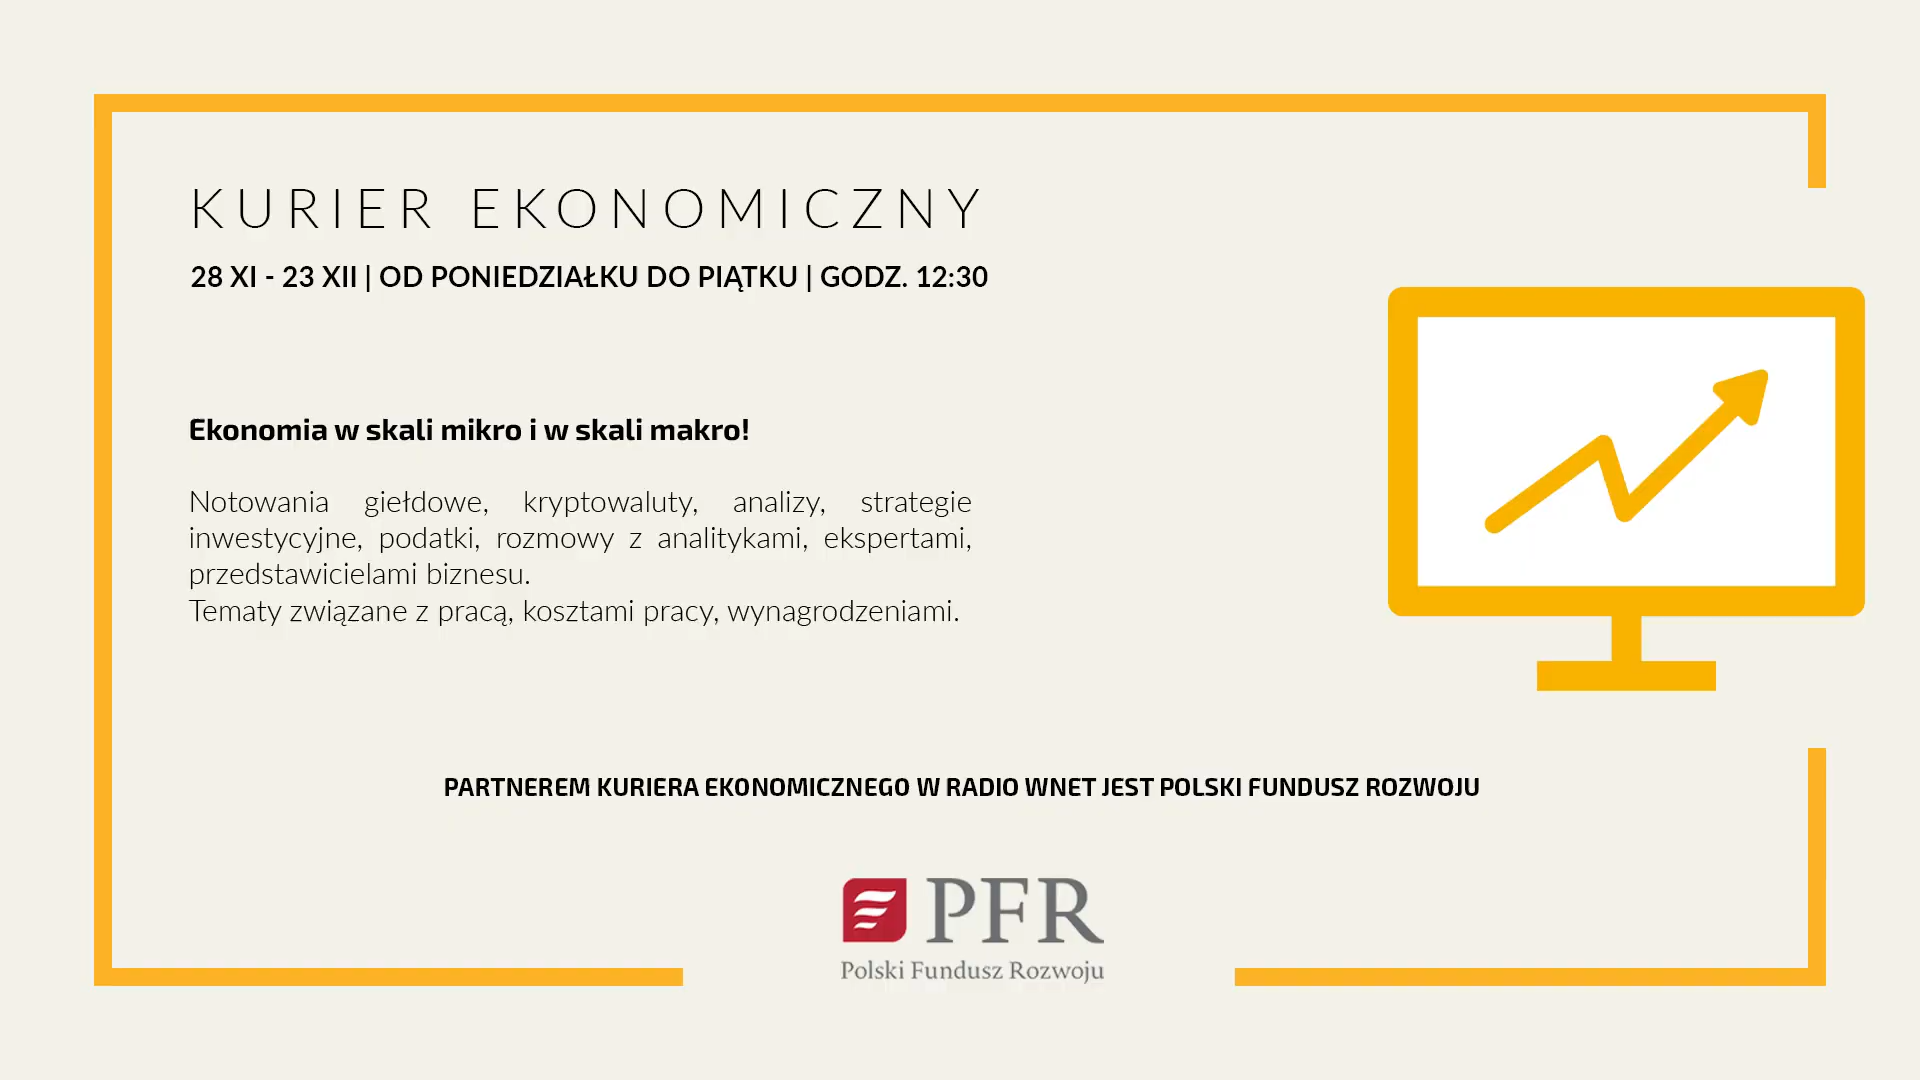 KURIER EKONOMICZNY
28 XI - 23 XII | OD PONIEDZIAŁKU DO PIĄTKU | GODZ. 12:30
Ekonomia w skali mikro i w skali makro!
Notowania giełdowe, kryptowaluty, analizy, strategie
inwestycyjne, podatki, rozmowy z analitykami, ekspertami,
przedstawicielami biznesu.
Tematy związane z pracą, kosztami pracy, wynagrodzeniami.
PARTNEREM KURIERA EKONOMICZNEGO W RADIO WNET JEST POLSKI FUNDUSZ ROZWOJU
PFR
Polski Fundusz Rozwoju